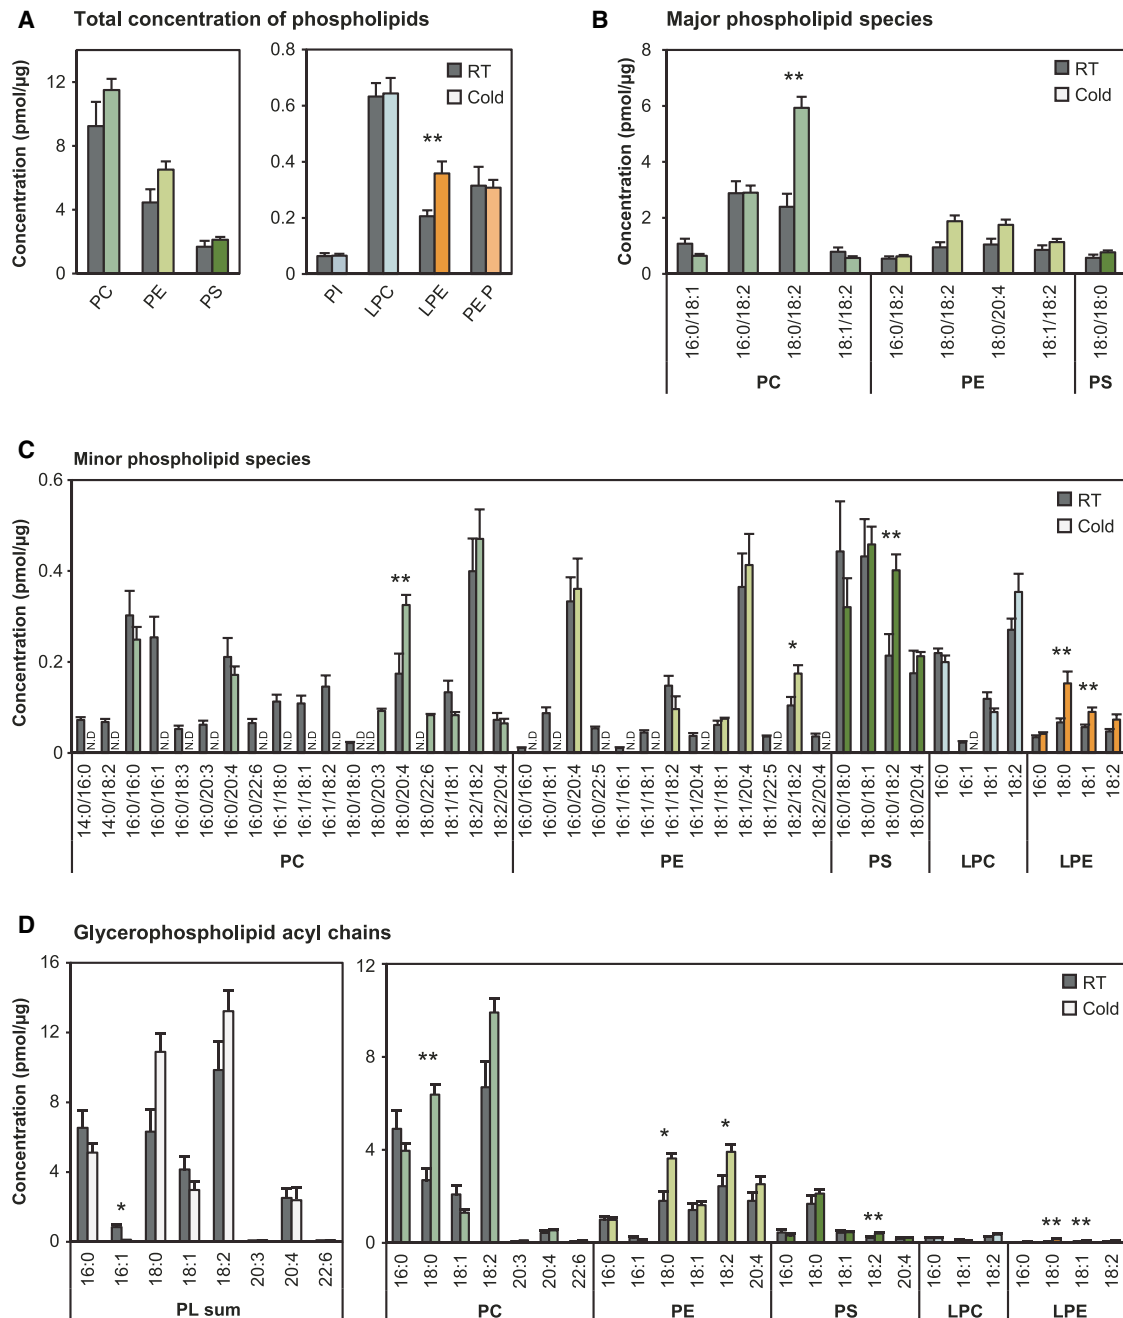 A Total concentration of phospholipids
Concentration (pmol/µg)
12
8
4
0
PC PE PS
0.8
0.6
0.4
0.2
0
RT
Cold
**
PI LPC LPE PE P
B Major phospholipid species
Concentration (pmol/µg)
8
6
4
2
0
RT
Cold
**
16:0/18:1 16:0/18:2 18:0/18:2 18:1/18:2 16:0/18:2 18:0/18:2 18:0/20:4 18:1/18:2 18:0/18:0
PC PE PS
C Minor phospholipid species
Concentration (pmol/µg)
0.6
0.4
0.2
0
RT
Cold
** * ** ** **
N.D N.D N.D N.D N.D N.D N.D N.D N.D N.D N.D N.D N.D N.D N.D N.D N.D N.D N.D N.D N.D
14:0/16:0 14:0/18:2 16:0/16:0 16:0/16:1 16:0/18:3 16:0/20:3 16:0/20:4 16:0/22:6 16:1/18:0 16:1/18:1 16:1/18:2 18:0/18:0 18:0/20:3 18:0/20:4 18:0/22:6 18:1/18:1 18:2/18:2 18:2/20:4 16:0/16:0 16:0/18:1 16:0/20:4 16:0/22:5 16:1/16:1 16:1/18:1 16:1/18:2 16:1/20:4 18:1/18:1 18:1/20:4 18:1/22:5 18:2/18:2 18:2/20:4 16:0/18:0 18:0/18:1 18:0/18:2 18:0/20:4 16:0 16:1 18:1 18:2 16:0 18:0 18:1 18:2
PC PE PS LPC LPE
D Glycerophospholipid acyl chains
Concentration (pmol/µg)
16
12
8
4
0
*
16:0 16:1 18:0 18:1 18:2 20:3 20:4 22:6
PL sum
12
8
4
0
RT
Cold
** * * ** ** **
16:0 18:0 18:1 18:2 20:3 20:4 22:6 16:0 16:1 18:0 18:1 18:2 20:4 16:0 18:0 18:1 18:2 20:4 16:0 18:1 18:2 16:0 18:0 18:1 18:2
PC PE PS LPC LPE